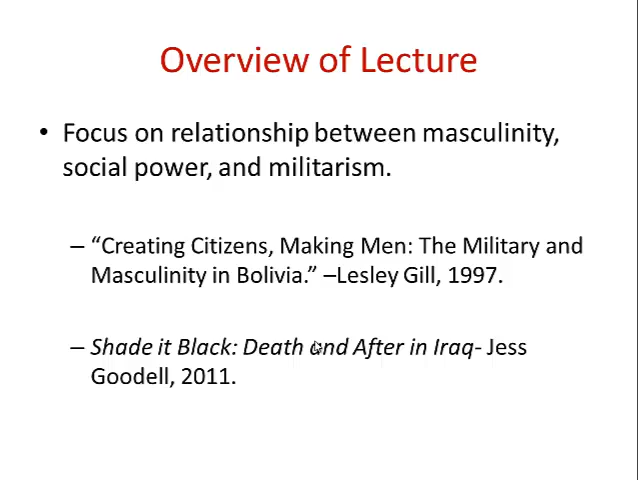 Overview of Lecture
• Focus on relationship between masculinity,
social power, and militarism.
– “Creating Citizens, Making Men: The Military and
Masculinity in Bolivia.” –Lesley Gill, 1997.
– Shade it Black: Death and After in Iraq- Jess
Goodell, 2011.